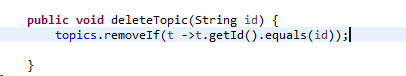 public void deleteTopic(String id) {
topics.removeIf(t ->t.getId().equals(id));
}